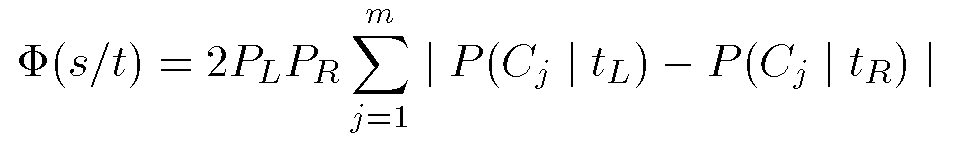 Φ(s/t) = 2P_L P_R ∑_{j=1}^{m} | P(C_j | t_L) − P(C_j | t_R) |